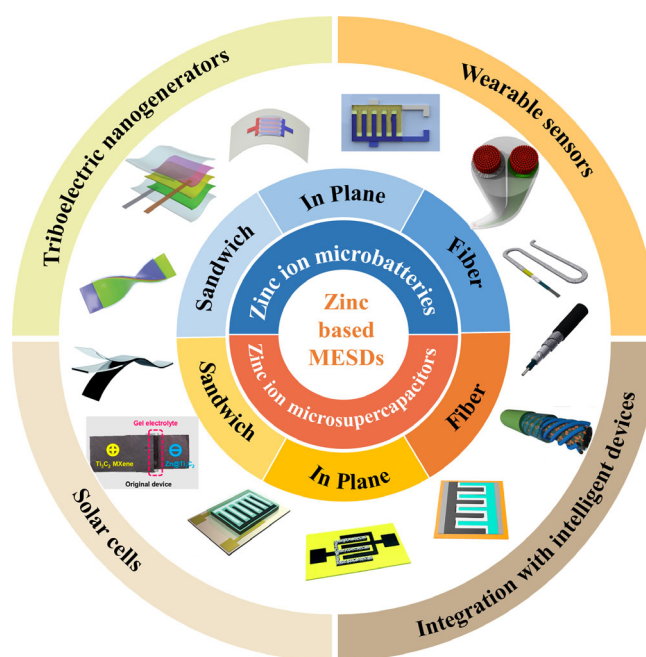 Triboelectric nanogenerators
Wearable sensors
Sandwich
In Plane
Fiber
Zinc ion microbatteries
Zinc
based
MESDs
Zinc ion microsupercapacitors
Sandwich
In Plane
Fiber
Gel electrolyte
Ti₃C₂ MXene
Zn@Ti₃C₂
Original device
Solar cells
Integration with intelligent devices